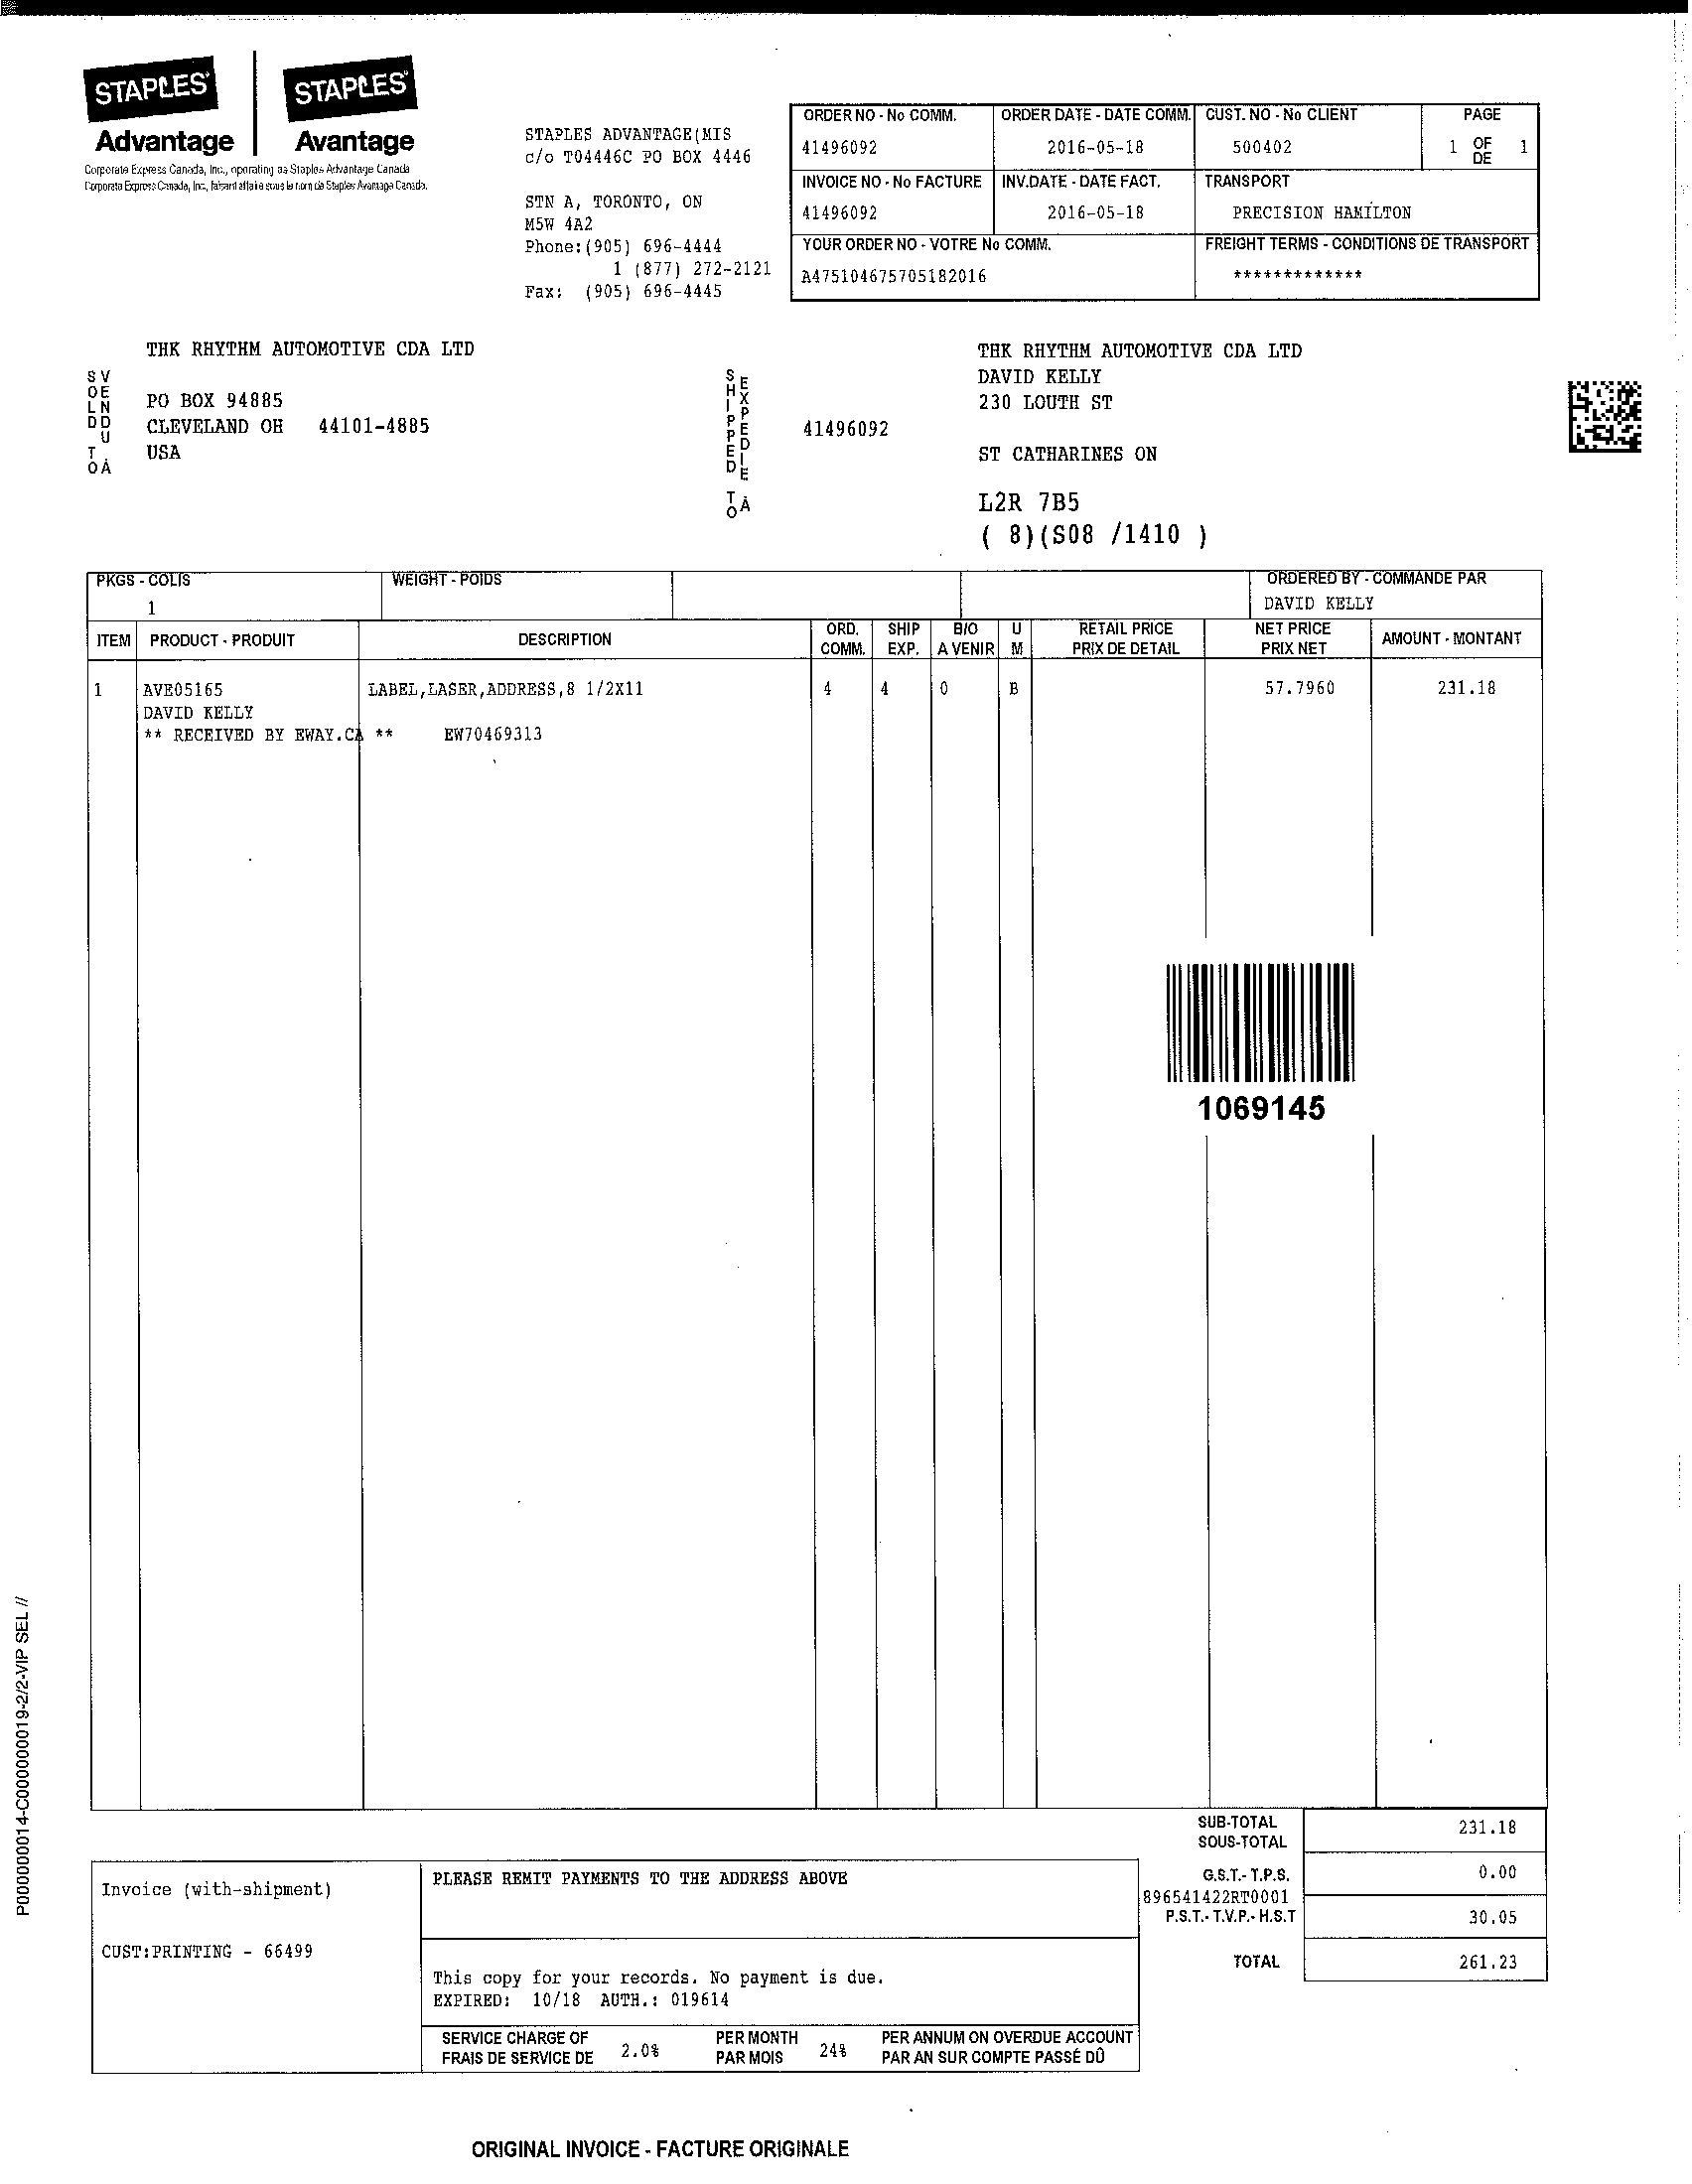 STAPLES STAPLES
Advantage Avantage
Corporate Express Canada, Inc., operating as Staples Advantage Canada
Corporate Express Canada, Inc., faisant affaire sous le nom de Staples Avantage Canada.
STAPLES ADVANTAGE(MIS
c/o T04446C PO BOX 4446
STN A, TORONTO, ON
M5W 4A2
Phone:(905) 696-4444
1 (877) 272-2121
Fax: (905) 696-4445
ORDER NO - No COMM. ORDER DATE - DATE COMM. CUST. NO - No CLIENT PAGE
41496092 2016-05-18 500402 1 OF DE 1
INVOICE NO - No FACTURE INV.DATE - DATE FACT. TRANSPORT
41496092 2016-05-18 PRECISION HAMILTON
YOUR ORDER NO - VOTRE No COMM. FREIGHT TERMS - CONDITIONS DE TRANSPORT
A475104675705182016 *************
SOLD TO
VENDU À
THK RHYTHM AUTOMOTIVE CDA LTD
PO BOX 94885
CLEVELAND OH 44101-4885
USA
SHIPPED TO
EXPEDIE À
41496092
THK RHYTHM AUTOMOTIVE CDA LTD
DAVID KELLY
230 LOUTH ST
ST CATHARINES ON
L2R 7B5
( 8)(S08 /1410 )
PKGS - COLIS WEIGHT - POIDS ORDERED BY - COMMANDE PAR
1 DAVID KELLY
ITEM PRODUCT - PRODUIT DESCRIPTION ORD. SHIP B/O U RETAIL PRICE NET PRICE AMOUNT - MONTANT
COMM. EXP. A VENIR M PRIX DE DETAIL PRIX NET
1 AVE05165 LABEL,LASER,ADDRESS,8 1/2X11 4 4 0 B 57.7960 231.18
DAVID KELLY
** RECEIVED BY EWAY.CA ** EW70469313
1069145
SUB-TOTAL 231.18
SOUS-TOTAL
G.S.T.- T.P.S. 0.00
896541422RT0001
P.S.T.- T.V.P.- H.S.T 30.05
TOTAL 261.23
Invoice (with-shipment)
CUST:PRINTING - 66499
PLEASE REMIT PAYMENTS TO THE ADDRESS ABOVE
This copy for your records. No payment is due.
EXPIRED: 10/18 AUTH.: 019614
SERVICE CHARGE OF 2.0% PER MONTH 24% PER ANNUM ON OVERDUE ACCOUNT
FRAIS DE SERVICE DE PAR MOIS PAR AN SUR COMPTE PASSÉ DÛ
P00000014-C00000019-2/2-VIP SEL //
ORIGINAL INVOICE - FACTURE ORIGINALE